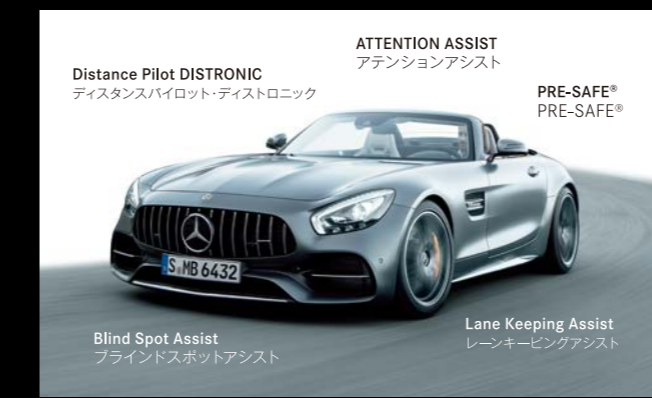 ATTENTION ASSIST
アテンションアシスト
Distance Pilot DISTRONIC
ディスタンスパイロット・ディストロニック
PRE-SAFE®
PRE-SAFE®
S MB 6432
Blind Spot Assist
ブラインドスポットアシスト
Lane Keeping Assist
レーンキーピングアシスト